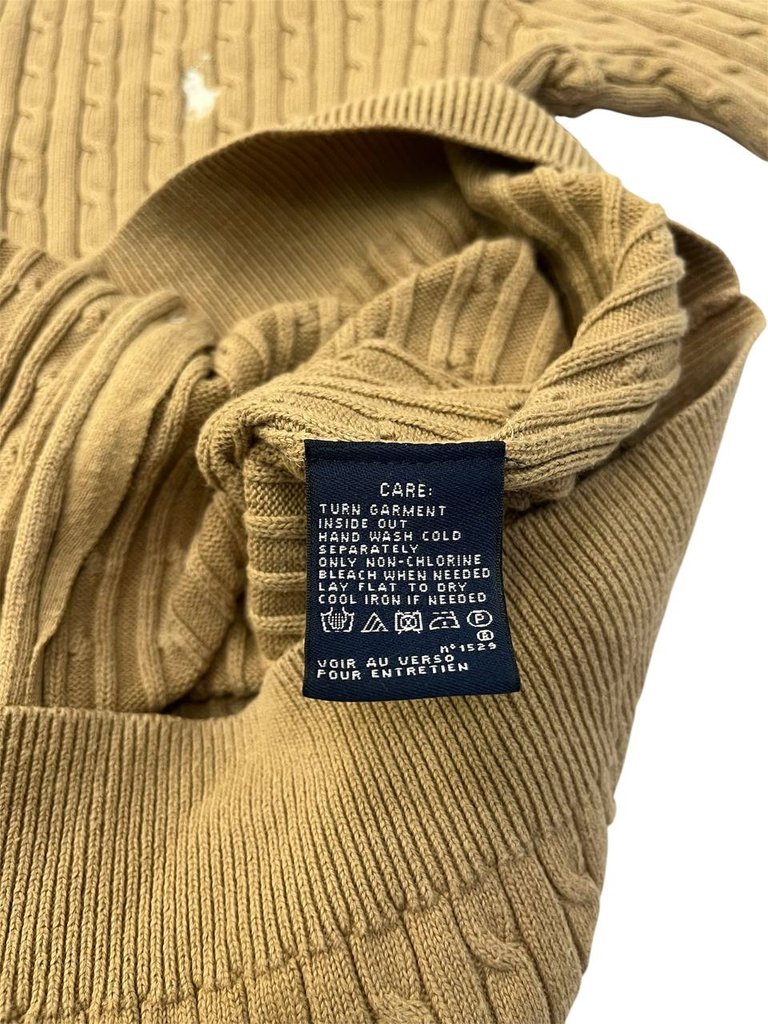 CARE:
TURN GARMENT
INSIDE OUT
HAND WASH COLD
SEPARATELY
ONLY NON-CHLORINE
BLEACH WHEN NEEDED
LAY FLAT TO DRY
COOL IRON IF NEEDED
P
R
n° 1529
VOIR AU VERSO
POUR ENTRETIEN